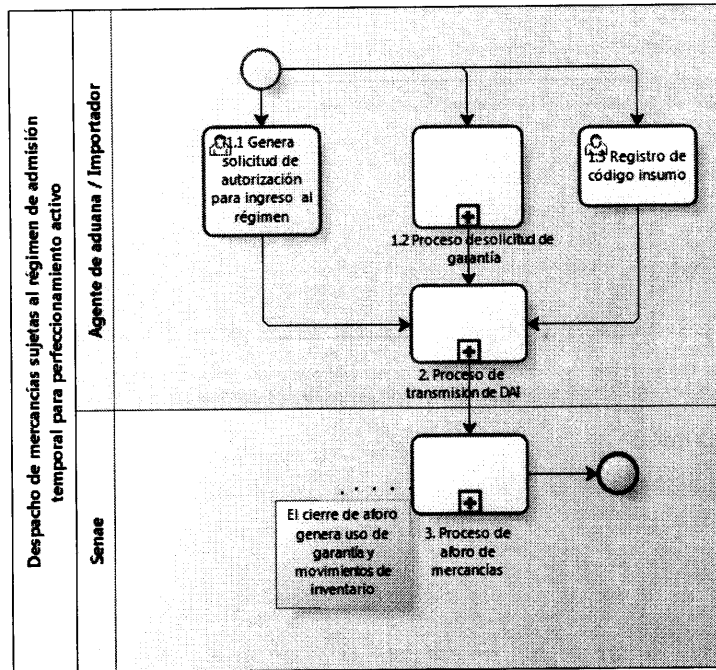 Despacho de mercancías sujetas al régimen de admisión
temporal para perfeccionamiento activo
Agente de aduana / Importador
1.1 Genera
solicitud de
autorización
para ingreso al
régimen
1.2 Proceso de solicitud de
garantía
1.3 Registro de
código insumo
2. Proceso de
transmisión de DAI
Senae
El cierre de aforo
genera uso de
garantía y
movimientos de
inventario
3. Proceso de
aforo de
mercancías